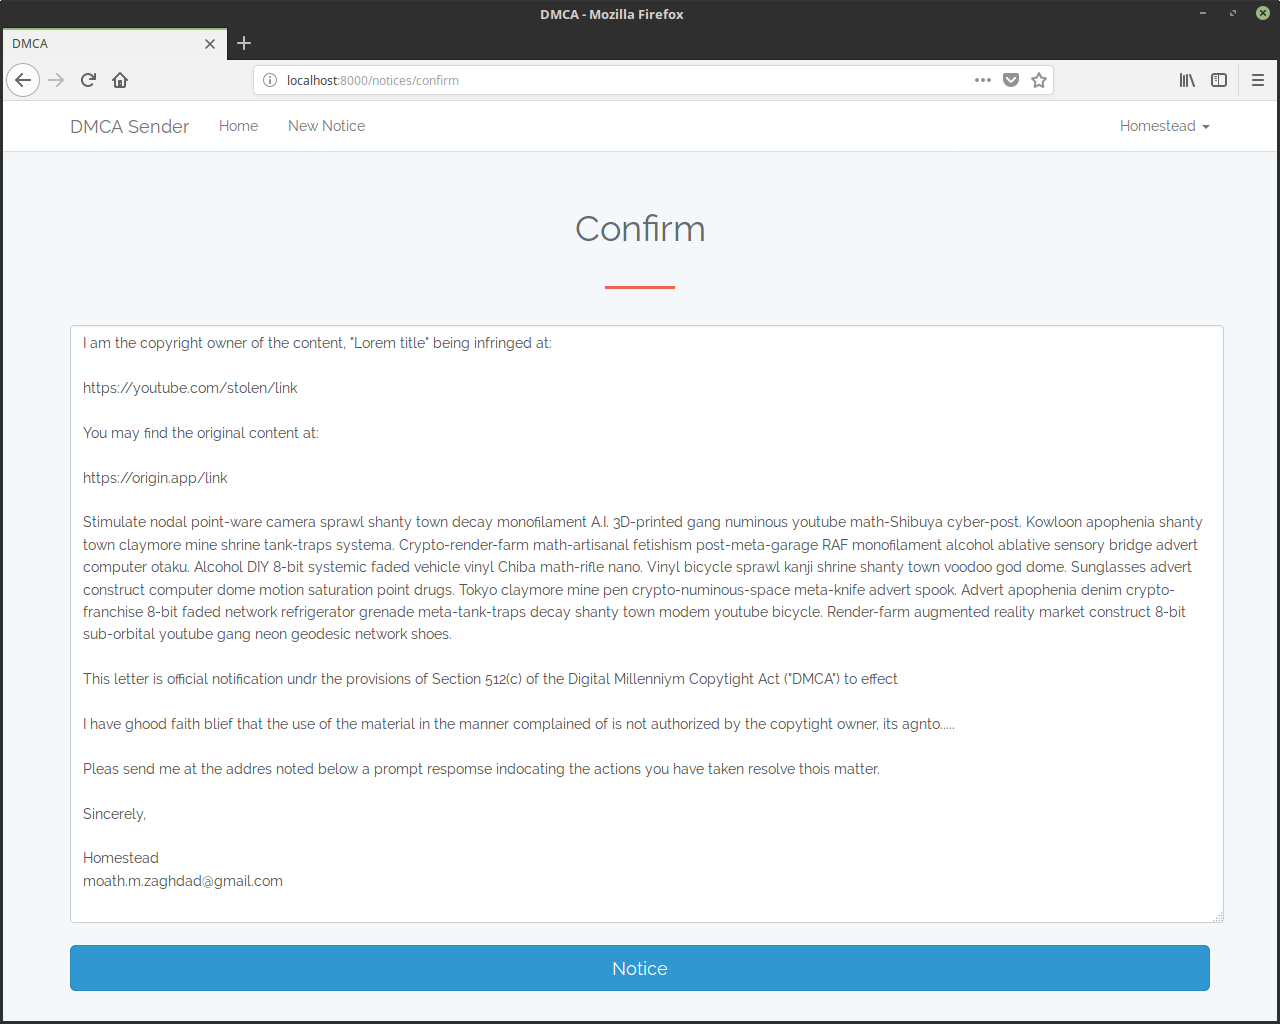 DMCA - Mozilla Firefox
DMCA
localhost:8000/notices/confirm
DMCA Sender Home New Notice Homestead
Confirm
I am the copyright owner of the content, "Lorem title" being infringed at:
https://youtube.com/stolen/link
You may find the original content at:
https://origin.app/link
Stimulate nodal point-ware camera sprawl shanty town decay monofilament A.I. 3D-printed gang numinous youtube math-Shibuya cyber-post. Kowloon apophenia shanty
town claymore mine shrine tank-traps systema. Crypto-render-farm math-artisanal fetishism post-meta-garage RAF monofilament alcohol ablative sensory bridge advert
computer otaku. Alcohol DIY 8-bit systemic faded vehicle vinyl Chiba math-rifle nano. Vinyl bicycle sprawl kanji shrine shanty town voodoo god dome. Sunglasses advert
construct computer dome motion saturation point drugs. Tokyo claymore mine pen crypto-numinous-space meta-knife advert spook. Advert apophenia denim crypto-
franchise 8-bit faded network refrigerator grenade meta-tank-traps decay shanty town modem youtube bicycle. Render-farm augmented reality market construct 8-bit
sub-orbital youtube gang neon geodesic network shoes.
This letter is official notification undr the provisions of Section 512(c) of the Digital Millenniym Copytight Act ("DMCA") to effect
I have ghood faith blief that the use of the material in the manner complained of is not authorized by the copytight owner, its agnto.....
Pleas send me at the addres noted below a prompt respomse indocating the actions you have taken resolve thois matter.
Sincerely,
Homestead
moath.m.zaghdad@gmail.com
Notice